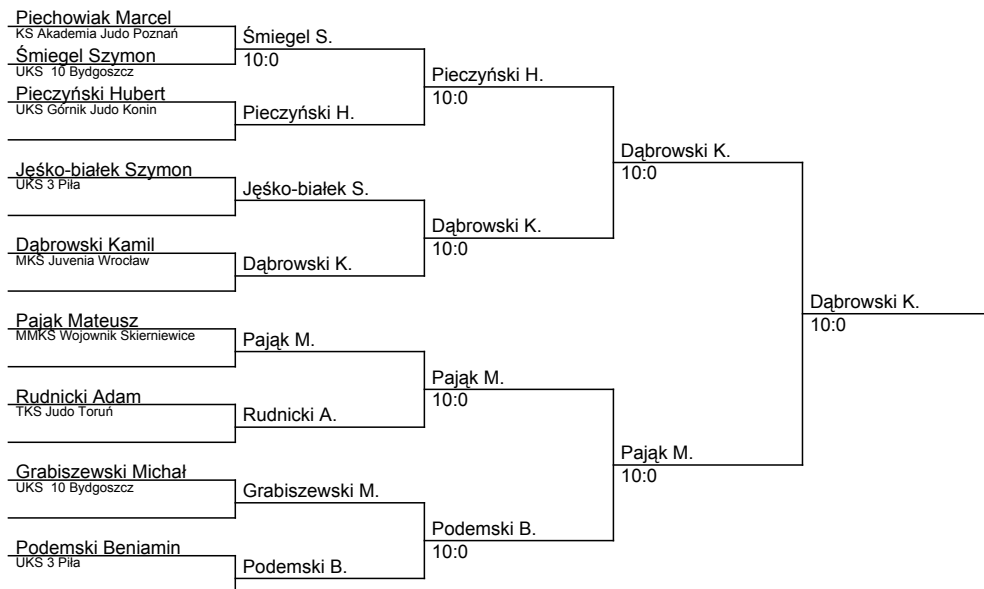 Piechowiak Marcel
KS Akademia Judo Poznań
Śmiegel Szymon
UKS 10 Bydgoszcz
Pieczyński Hubert
UKS Górnik Judo Konin
Jęśko-białek Szymon
UKS 3 Piła
Dąbrowski Kamil
MKS Juvenia Wrocław
Pająk Mateusz
MMKS Wojownik Skierniewice
Rudnicki Adam
TKS Judo Toruń
Grabiszewski Michał
UKS 10 Bydgoszcz
Podemski Beniamin
UKS 3 Piła
Śmiegel S.
10:0
Pieczyński H.
Jęśko-białek S.
Dąbrowski K.
Pająk M.
Rudnicki A.
Grabiszewski M.
Podemski B.
Pieczyński H.
10:0
Dąbrowski K.
10:0
Pająk M.
10:0
Podemski B.
10:0
Dąbrowski K.
10:0
Pająk M.
10:0
Dąbrowski K.
10:0